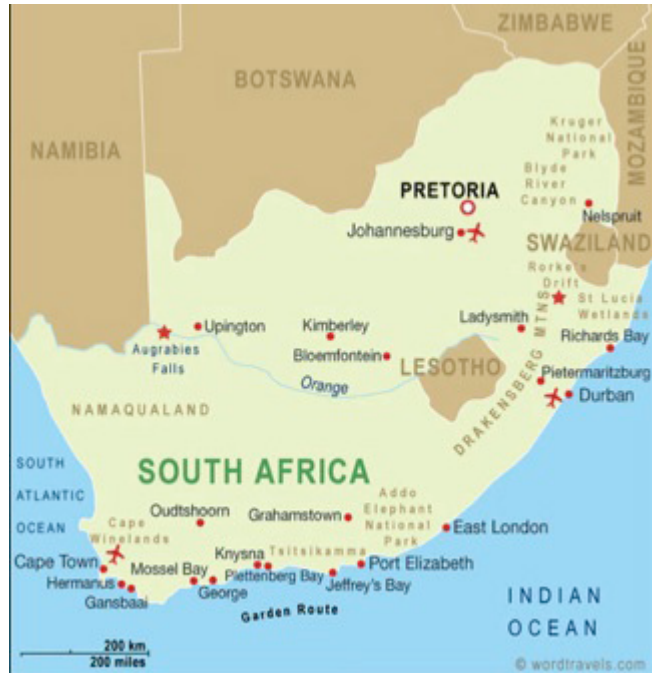 ZIMBABWE
BOTSWANA
MOZAMBIQUE
NAMIBIA
Kruger
National
Park
Blyde
River
Canyon
PRETORIA
Nelspruit
Johannesburg
SWAZILAND
Rorke's
Drift
St Lucia
Wetlands
Upington
Kimberley
Ladysmith
Richards Bay
Augrabies
Falls
Bloemfontein
LESOTHO
Pietermaritzburg
Orange
DRAKENSBERG MTNS
Durban
NAMAQUALAND
SOUTH
ATLANTIC
OCEAN
SOUTH AFRICA
Oudtshoorn
Grahamstown
Addo
Elephant
National
Park
East London
Cape
Winelands
Cape Town
Knysna
Tsitsikamma
Port Elizabeth
Hermanus
Mossel Bay
Plettenberg Bay
Jeffrey's Bay
Gansbaai
George
Garden Route
INDIAN
OCEAN
200 km
200 miles
© wordtravels.com